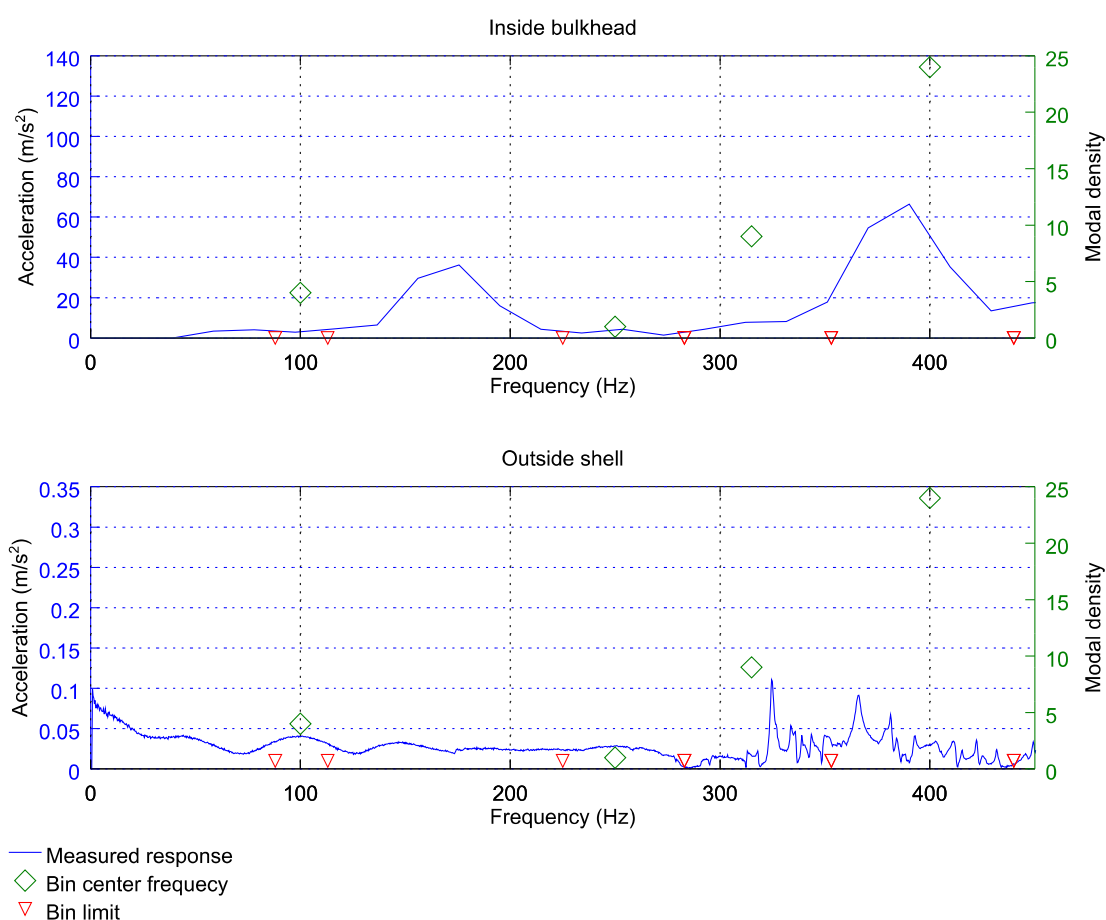 Inside bulkhead
140
120
100
80
60
40
20
0
Acceleration (m/s²)
25
20
15
10
5
0
Modal density
0 100 200 300 400
Frequency (Hz)
Outside shell
0.35
0.3
0.25
0.2
0.15
0.1
0.05
0
Acceleration (m/s²)
25
20
15
10
5
0
Modal density
0 100 200 300 400
Frequency (Hz)
Measured response
Bin center frequecy
Bin limit